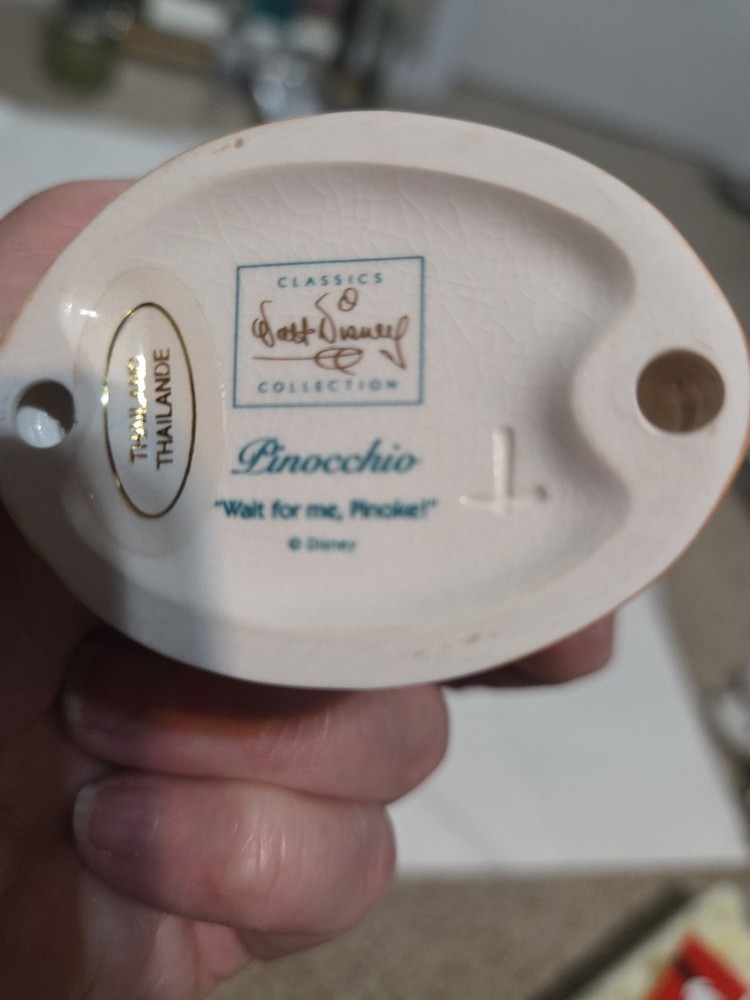 CLASSICS
Walt Disney
COLLECTION
Pinocchio
"Wait for me, Pinoke!"
© Disney
THAILAND
THAILANDE